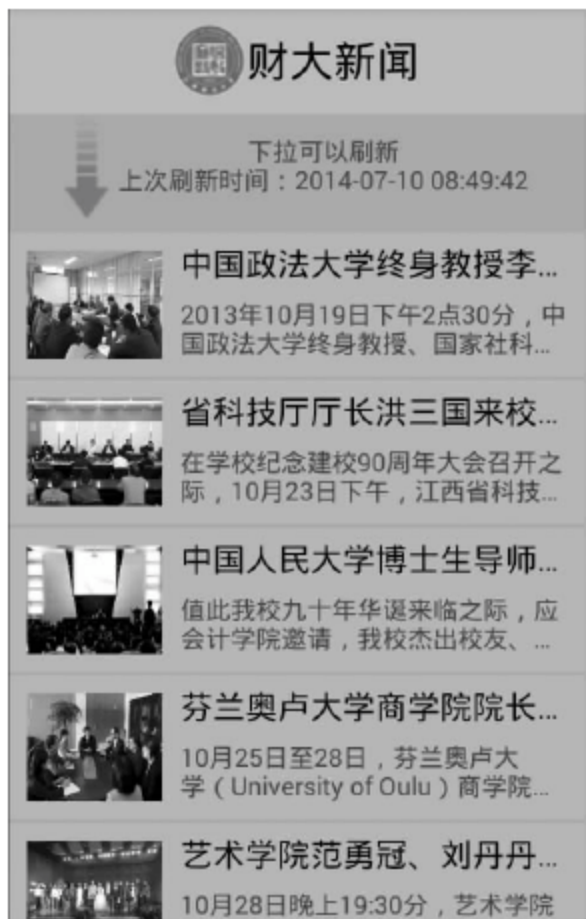 财大新闻
下拉可以刷新
上次刷新时间：2014-07-10 08:49:42
中国政法大学终身教授李...
2013年10月19日下午2点30分，中
国政法大学终身教授、国家社科...
省科技厅厅长洪三国来校...
在学校纪念建校90周年大会召开之
际，10月23日下午，江西省科技...
中国人民大学博士生导师...
值此我校九十年华诞来临之际，应
会计学院邀请，我校杰出校友、...
芬兰奥卢大学商学院院长...
10月25日至28日，芬兰奥卢大
学（University of Oulu）商学院...
艺术学院范勇冠、刘丹丹...
10月28日晚上19:30分，艺术学院